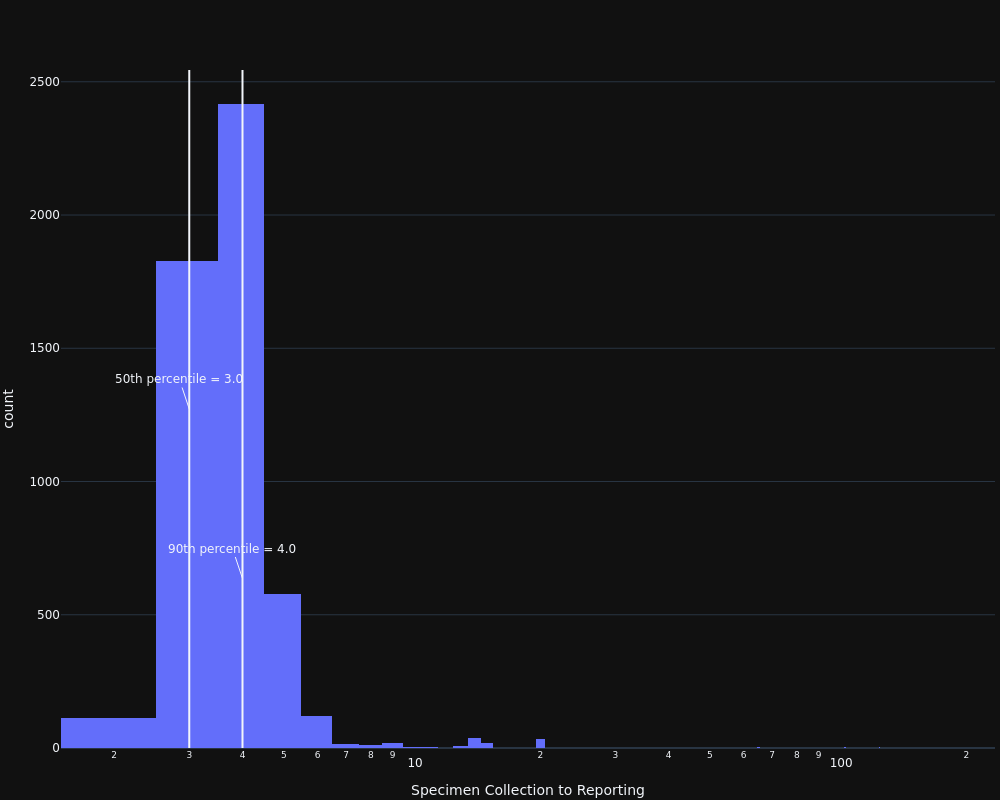 2500
2000
1500
50th percentile = 3.0
count
1000
90th percentile = 4.0
500
0
2 3 4 5 6 7 8 9 10 2 3 4 5 6 7 8 9 100 2
Specimen Collection to Reporting